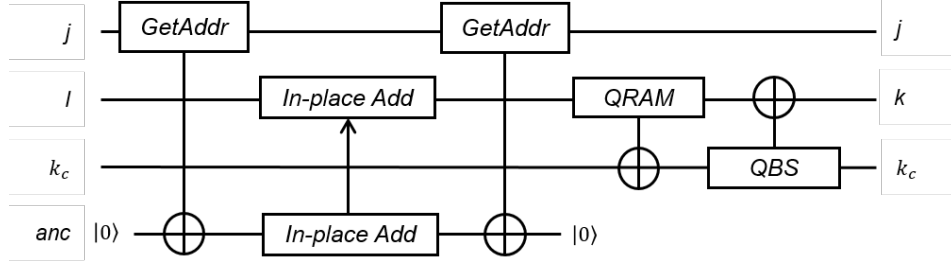 j GetAddr GetAddr j
l In-place Add QRAM k
k_c QBS k_c
anc |0⟩ In-place Add |0⟩